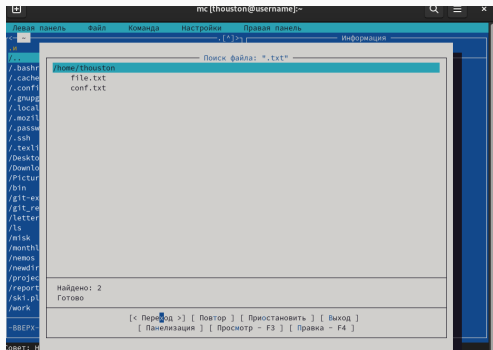 mc [thouston@username]:~
Левая панель Файл Команда Настройки Правая панель
<- ~ .[^]>┐ Информация
.и
/..
Поиск файла: "*.txt"
/home/thouston
/.bashr
file.txt
/.cache
conf.txt
/.confi
/.gnupg
/.local
/.mozil
/.passw
/.ssh
/.texli
/Deskto
/Downlo
/Pictur
/bin
/git-ex
/git_re
/letter
/ls
/misk
/monthl
/nemos
/newdir
/projec
/report
Найдено: 2
/ski.pl
Готово
/work
[< Переход >] [ Повтор ] [ Приостановить ] [ Выход ]
-ВВЕРХ-
[ Панелизация ] [ Просмотр - F3 ] [ Правка - F4 ]
Совет: Н